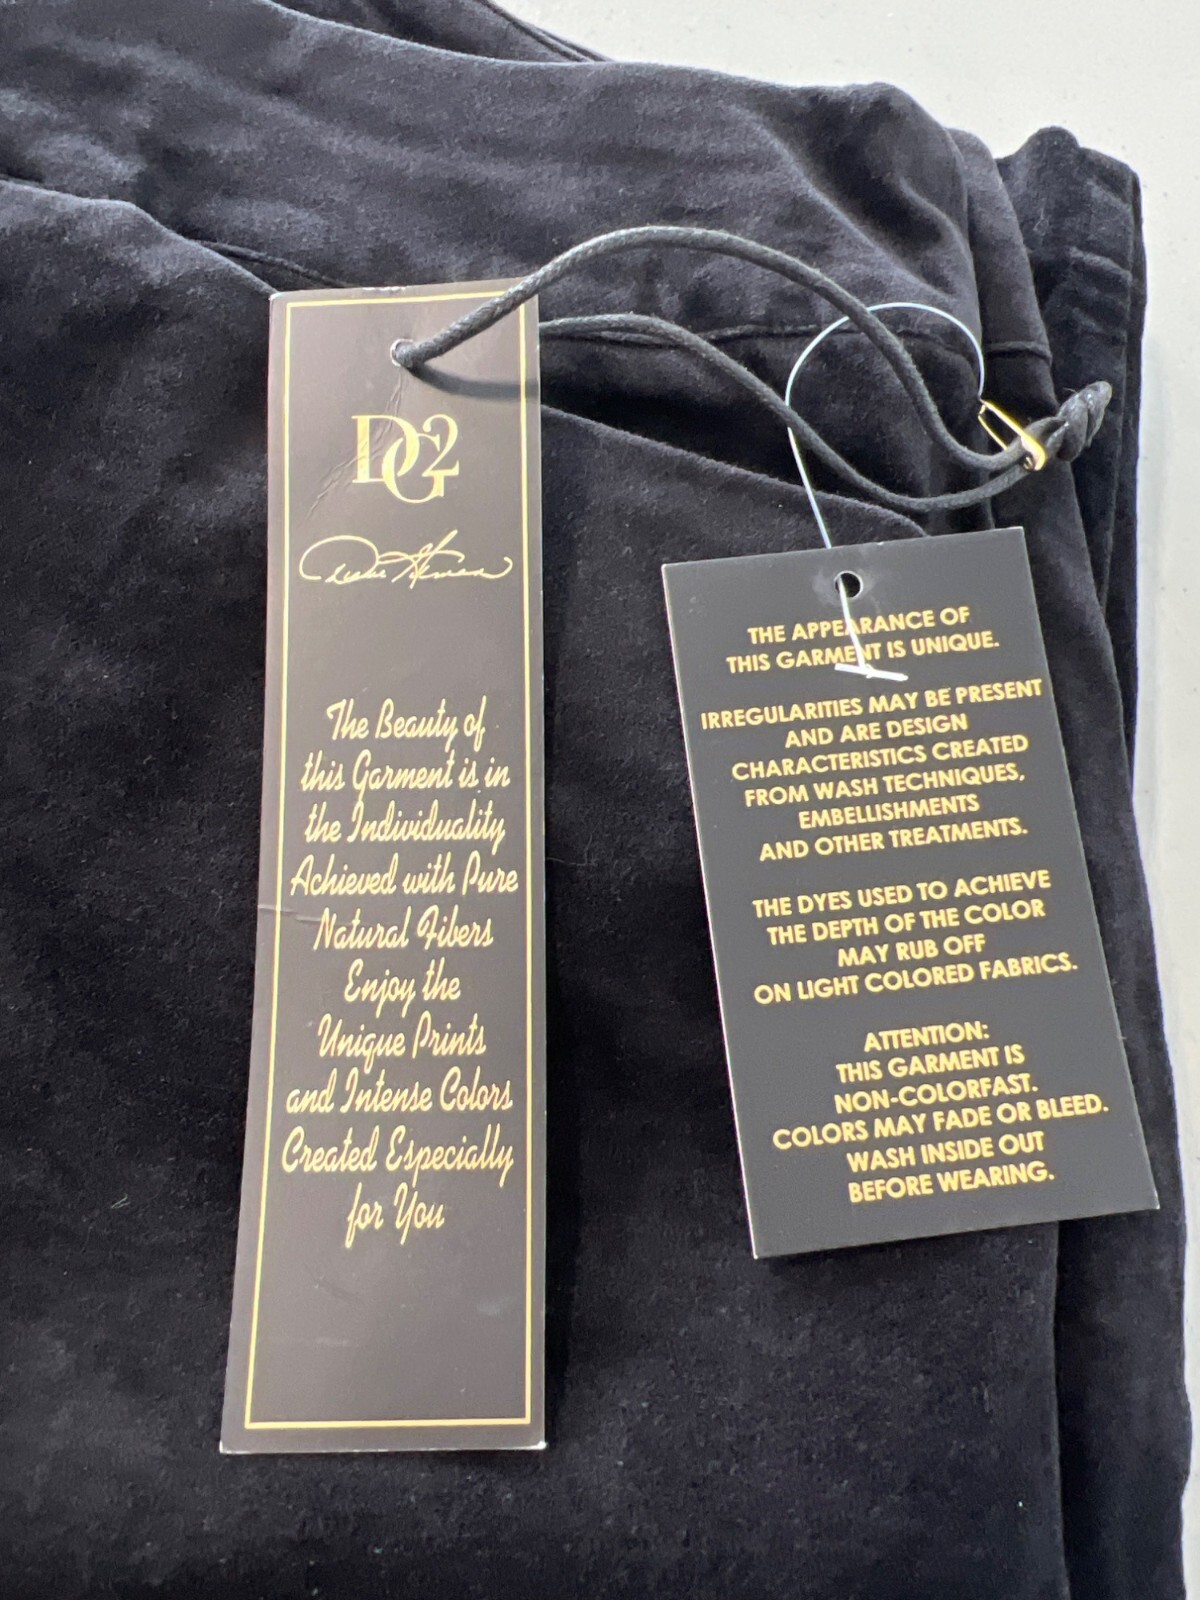 DG2
The Beauty of
this Garment is in
the Individuality
Achieved with Pure
Natural Fibers
Enjoy the
Unique Prints
and Intense Colors
Created Especially
for You
THE APPEARANCE OF
THIS GARMENT IS UNIQUE.
IRREGULARITIES MAY BE PRESENT
AND ARE DESIGN
CHARACTERISTICS CREATED
FROM WASH TECHNIQUES,
EMBELLISHMENTS
AND OTHER TREATMENTS.
THE DYES USED TO ACHIEVE
THE DEPTH OF THE COLOR
MAY RUB OFF
ON LIGHT COLORED FABRICS.
ATTENTION:
THIS GARMENT IS
NON-COLORFAST.
COLORS MAY FADE OR BLEED.
WASH INSIDE OUT
BEFORE WEARING.